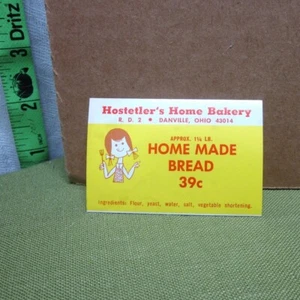 Dritz
1
2
3
Hostetler's Home Bakery
R. D. 2 ★ DANVILLE, OHIO 43014
APPROX. 1¼ LB.
HOME MADE
BREAD
39c
Ingredients: Flour, yeast, water, salt, vegetable shortening.